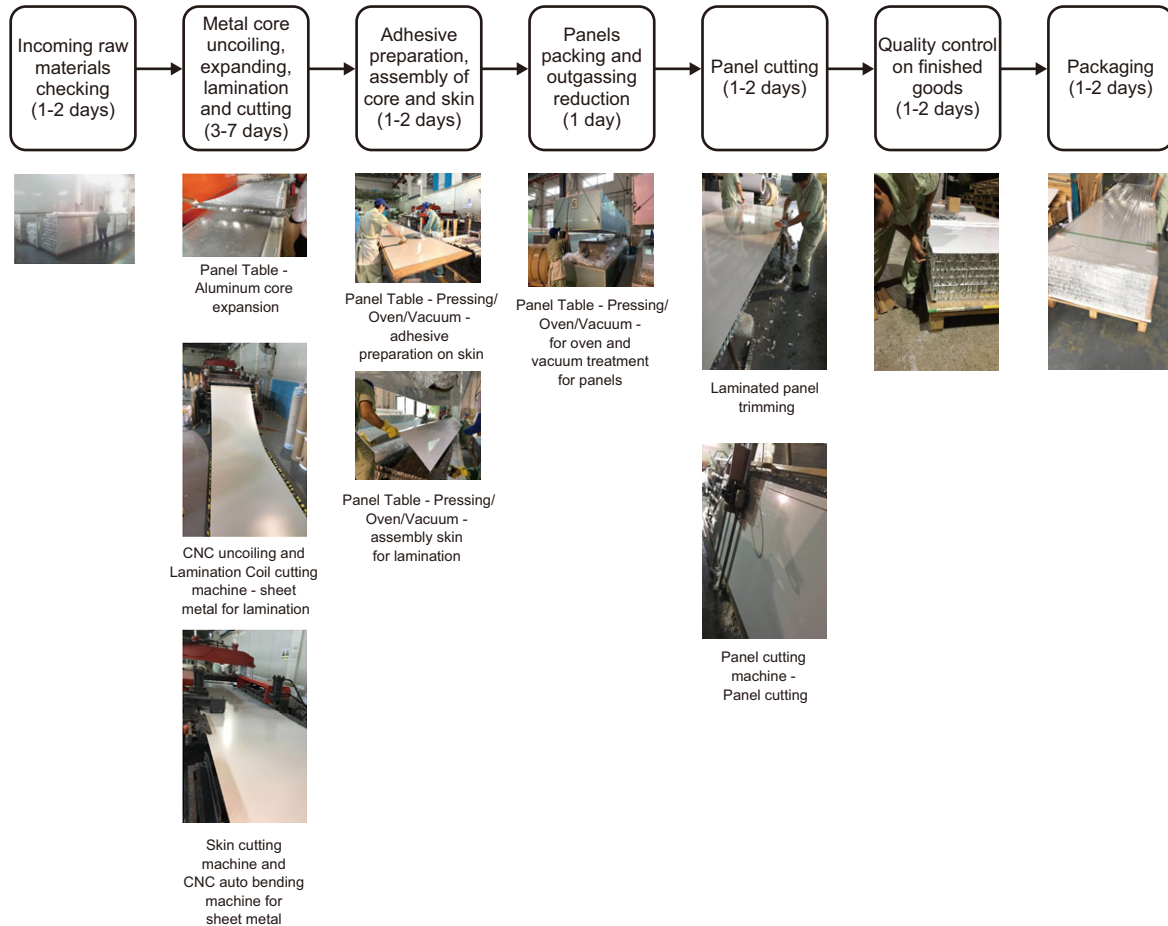 Incoming raw
materials
checking
(1-2 days)
Metal core
uncoiling,
expanding,
lamination
and cutting
(3-7 days)
Adhesive
preparation,
assembly of
core and skin
(1-2 days)
Panels
packing and
outgassing
reduction
(1 day)
Panel cutting
(1-2 days)
Quality control
on finished
goods
(1-2 days)
Packaging
(1-2 days)
Panel Table -
Aluminum core
expansion
CNC uncoiling and
Lamination Coil cutting
machine - sheet
metal for lamination
Skin cutting
machine and
CNC auto bending
machine for
sheet metal
Panel Table - Pressing/
Oven/Vacuum -
adhesive
preparation on skin
Panel Table - Pressing/
Oven/Vacuum -
assembly skin
for lamination
Panel Table - Pressing/
Oven/Vacuum -
for oven and
vacuum treatment
for panels
Laminated panel
trimming
Panel cutting
machine -
Panel cutting